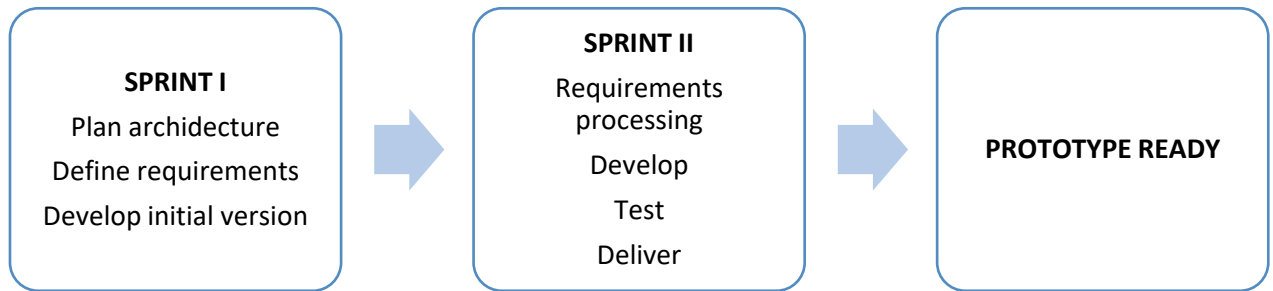 SPRINT I
Plan archidecture
Define requirements
Develop initial version
SPRINT II
Requirements
processing
Develop
Test
Deliver
PROTOTYPE READY